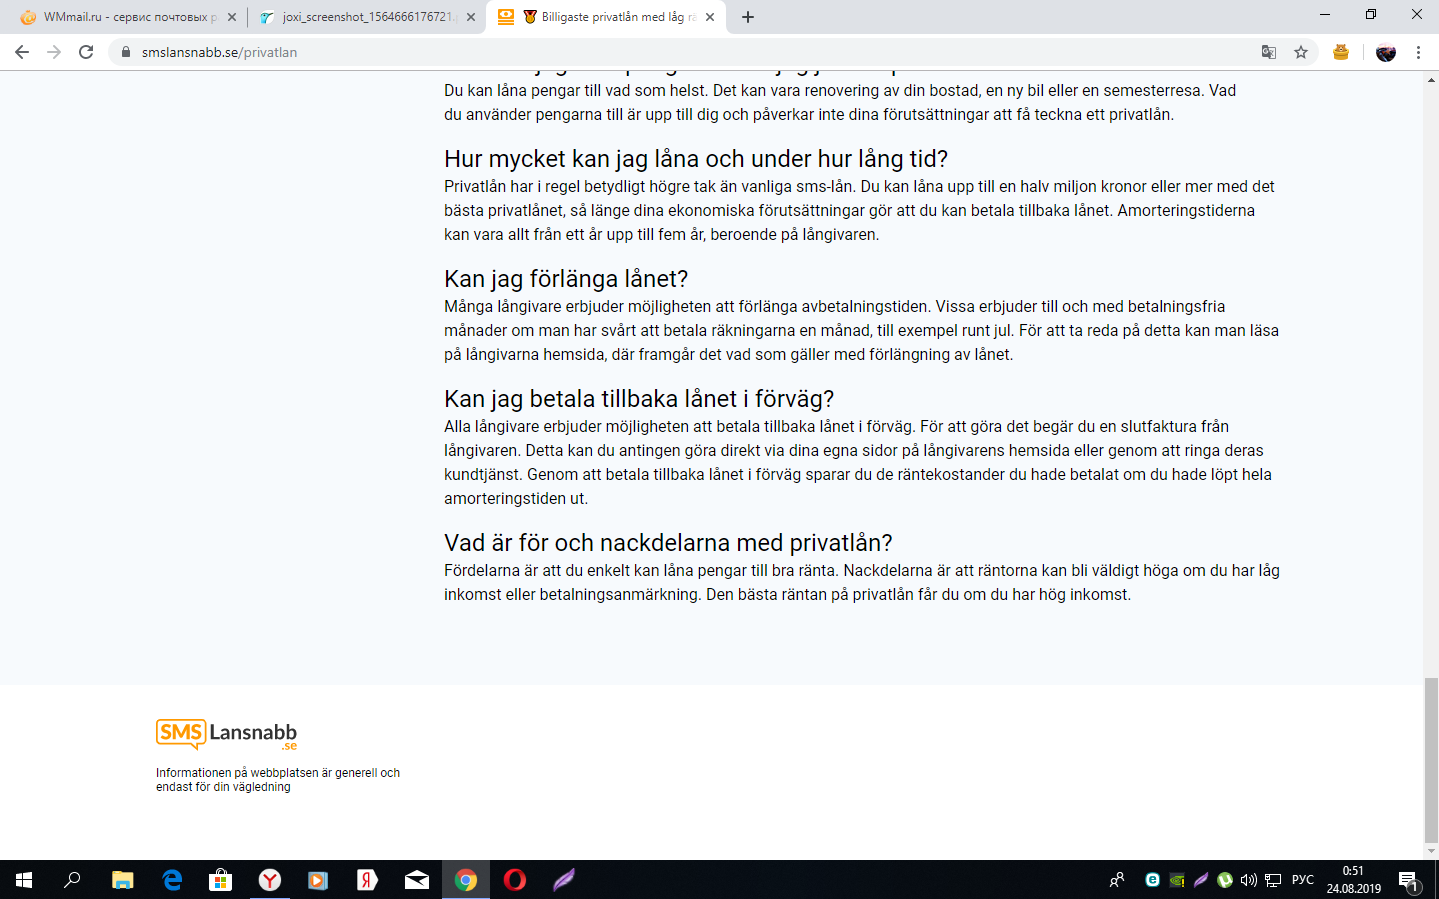 WMmail.ru - сервис почтовых р
joxi_screenshot_1564666176721.
Billigaste privatlån med låg rä
smslansnabb.se/privatlan
Du kan låna pengar till vad som helst. Det kan vara renovering av din bostad, en ny bil eller en semesterresa. Vad
du använder pengarna till är upp till dig och påverkar inte dina förutsättningar att få teckna ett privatlån.
Hur mycket kan jag låna och under hur lång tid?
Privatlån har i regel betydligt högre tak än vanliga sms-lån. Du kan låna upp till en halv miljon kronor eller mer med det
bästa privatlånet, så länge dina ekonomiska förutsättningar gör att du kan betala tillbaka lånet. Amorteringstiderna
kan vara allt från ett år upp till fem år, beroende på långivaren.
Kan jag förlänga lånet?
Många långivare erbjuder möjligheten att förlänga avbetalningstiden. Vissa erbjuder till och med betalningsfria
månader om man har svårt att betala räkningarna en månad, till exempel runt jul. För att ta reda på detta kan man läsa
på långivarna hemsida, där framgår det vad som gäller med förlängning av lånet.
Kan jag betala tillbaka lånet i förväg?
Alla långivare erbjuder möjligheten att betala tillbaka lånet i förväg. För att göra det begär du en slutfaktura från
långivaren. Detta kan du antingen göra direkt via dina egna sidor på långivarens hemsida eller genom att ringa deras
kundtjänst. Genom att betala tillbaka lånet i förväg sparar du de räntekostander du hade betalat om du hade löpt hela
amorteringstiden ut.
Vad är för och nackdelarna med privatlån?
Fördelarna är att du enkelt kan låna pengar till bra ränta. Nackdelarna är att räntorna kan bli väldigt höga om du har låg
inkomst eller betalningsanmärkning. Den bästa räntan på privatlån får du om du har hög inkomst.
SMS Lansnabb
.se
Informationen på webbplatsen är generell och
endast för din vägledning
РУС
0:51
24.08.2019
1